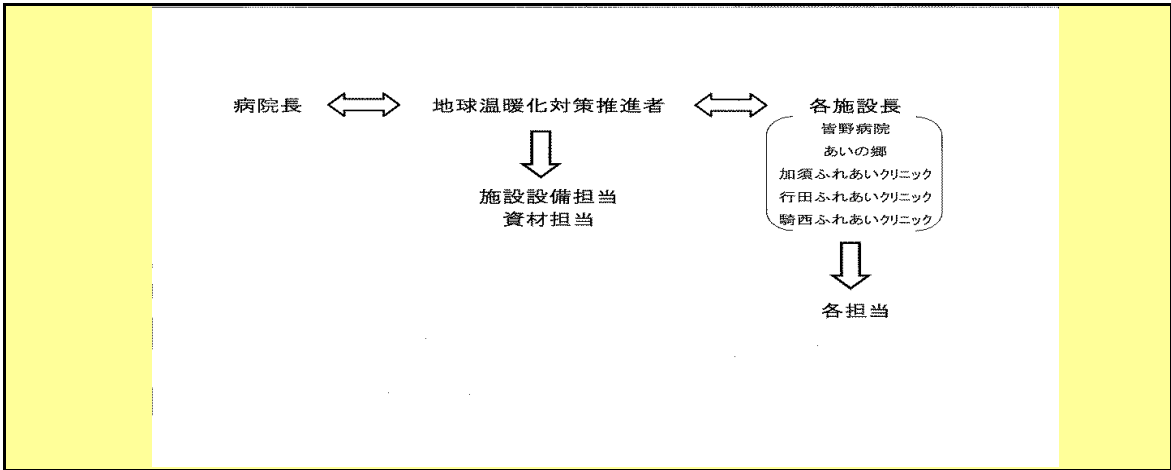 病院長 地球温暖化対策推進者 各施設長
皆野病院
あいの郷
加須ふれあいクリニック
行田ふれあいクリニック
騎西ふれあいクリニック
施設設備担当
資材担当
各担当